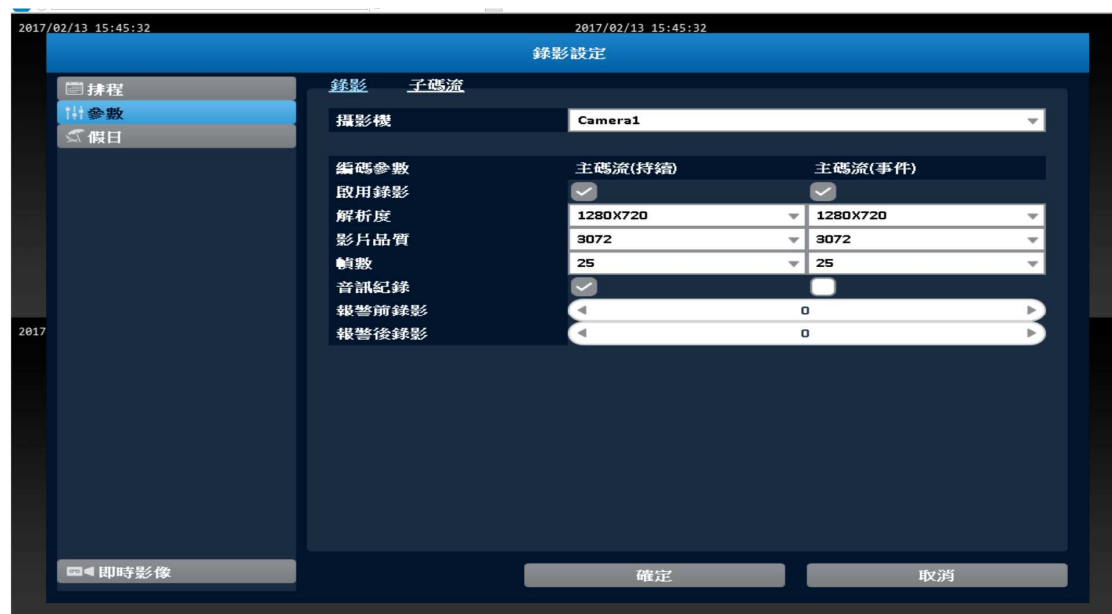 2017/02/13 15:45:32 2017/02/13 15:45:32
錄影設定
排程
參數
假日
錄影 子碼流
攝影機 Camera1
編碼參數 主碼流(持續) 主碼流(事件)
啟用錄影
解析度 1280X720 1280X720
影片品質 3072 3072
幀數 25 25
音訊紀錄
報警前錄影 0
2017
報警後錄影 0
即時影像 確定 取消